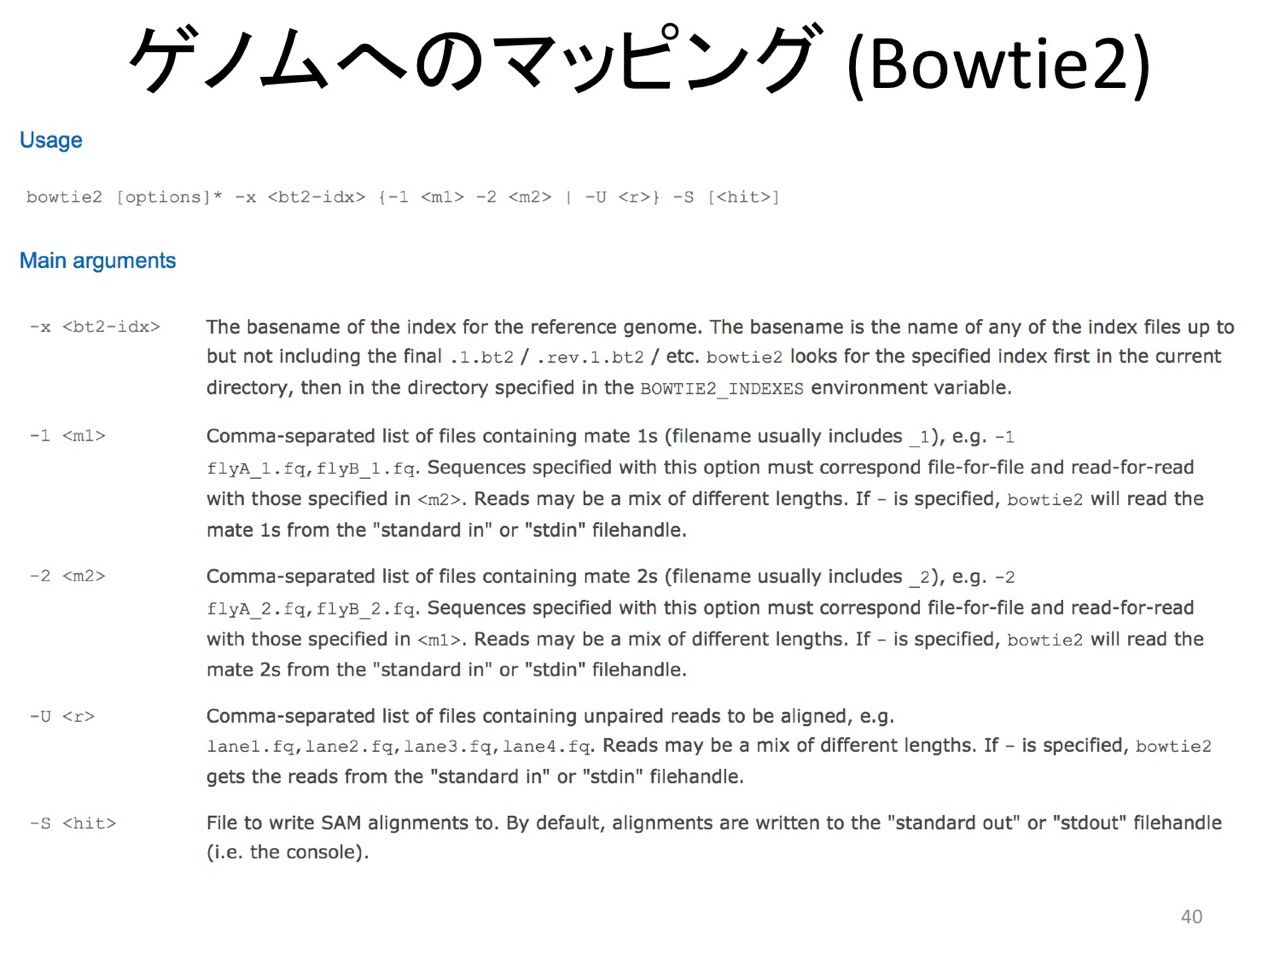 ゲノムへのマッピング (Bowtie2)
Usage
bowtie2 [options]* -x <bt2-idx> {-1 <m1> -2 <m2> | -U <r>} -S [<hit>]
Main arguments
-x <bt2-idx> The basename of the index for the reference genome. The basename is the name of any of the index files up to
but not including the final .1.bt2 / .rev.1.bt2 / etc. bowtie2 looks for the specified index first in the current
directory, then in the directory specified in the BOWTIE2_INDEXES environment variable.
-1 <m1> Comma-separated list of files containing mate 1s (filename usually includes _1), e.g. -1
flyA_1.fq,flyB_1.fq. Sequences specified with this option must correspond file-for-file and read-for-read
with those specified in <m2>. Reads may be a mix of different lengths. If - is specified, bowtie2 will read the
mate 1s from the "standard in" or "stdin" filehandle.
-2 <m2> Comma-separated list of files containing mate 2s (filename usually includes _2), e.g. -2
flyA_2.fq,flyB_2.fq. Sequences specified with this option must correspond file-for-file and read-for-read
with those specified in <m1>. Reads may be a mix of different lengths. If - is specified, bowtie2 will read the
mate 2s from the "standard in" or "stdin" filehandle.
-U <r> Comma-separated list of files containing unpaired reads to be aligned, e.g.
lane1.fq,lane2.fq,lane3.fq,lane4.fq. Reads may be a mix of different lengths. If - is specified, bowtie2
gets the reads from the "standard in" or "stdin" filehandle.
-S <hit> File to write SAM alignments to. By default, alignments are written to the "standard out" or "stdout" filehandle
(i.e. the console).
40